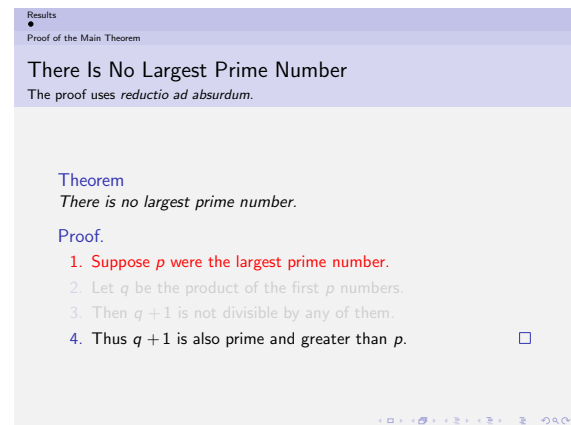 Results
Proof of the Main Theorem
There Is No Largest Prime Number
The proof uses reductio ad absurdum.
Theorem
There is no largest prime number.
Proof.
1. Suppose p were the largest prime number.
2. Let q be the product of the first p numbers.
3. Then q + 1 is not divisible by any of them.
4. Thus q + 1 is also prime and greater than p.